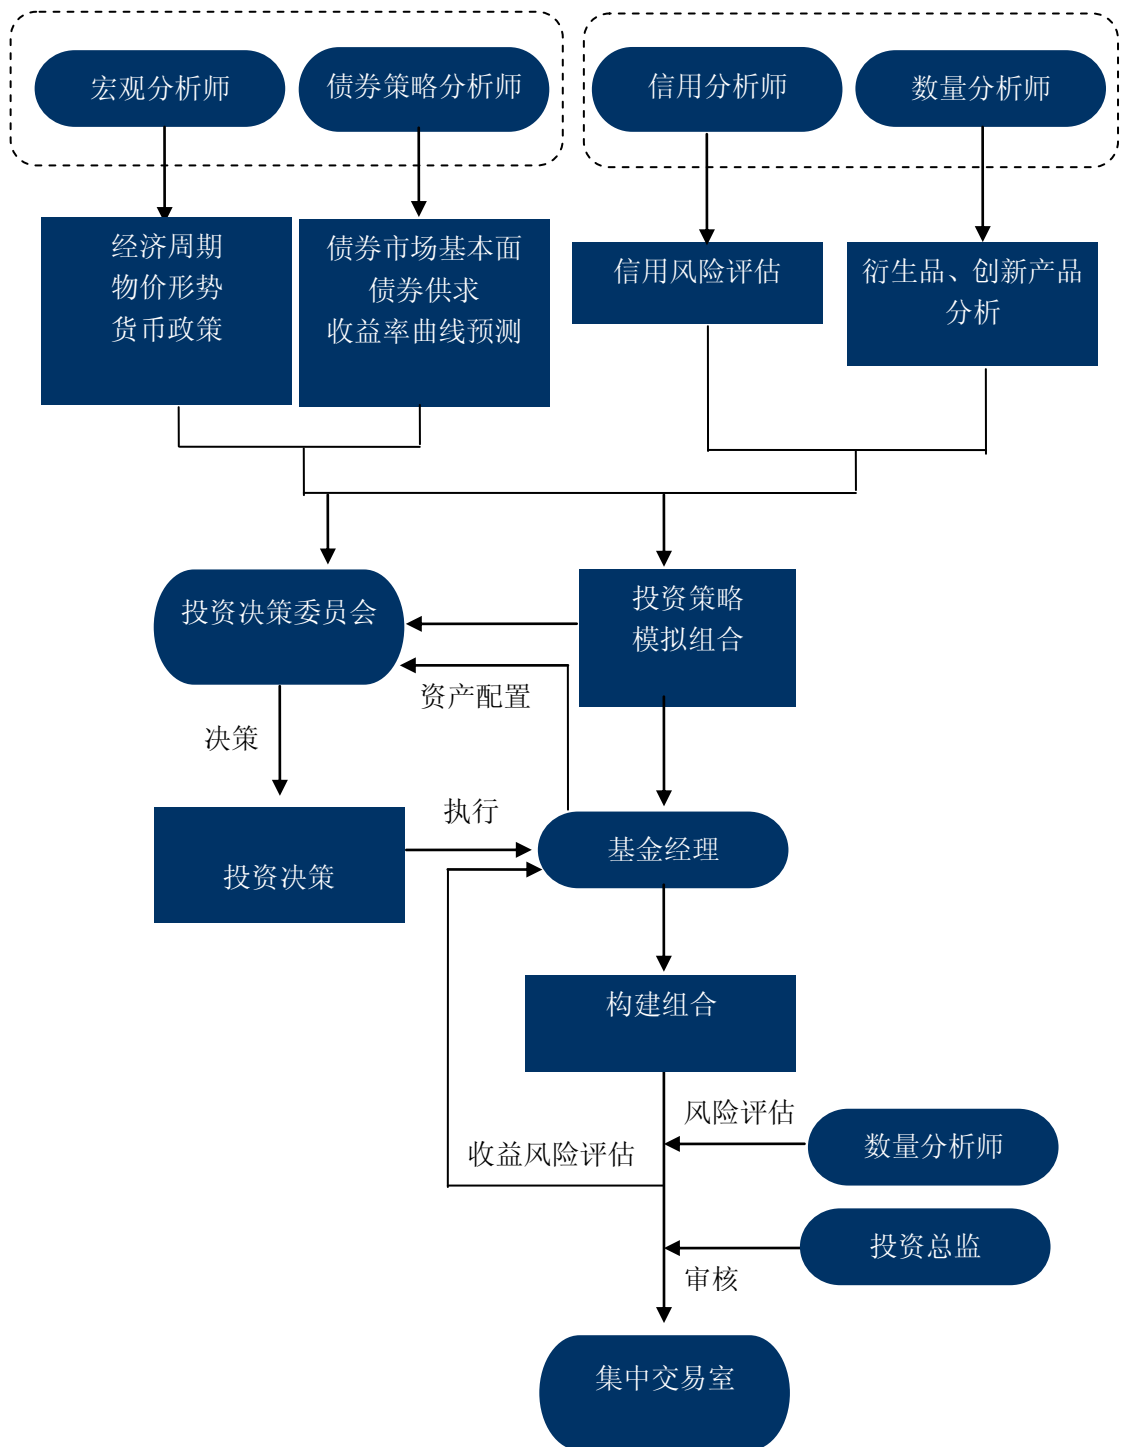 宏观分析师
债券策略分析师
信用分析师
数量分析师
经济周期
物价形势
货币政策
债券市场基本面
债券供求
收益率曲线预测
信用风险评估
衍生品、创新产品
分析
投资决策委员会
投资策略
模拟组合
资产配置
决策
执行
投资决策
基金经理
构建组合
风险评估
数量分析师
收益风险评估
投资总监
审核
集中交易室